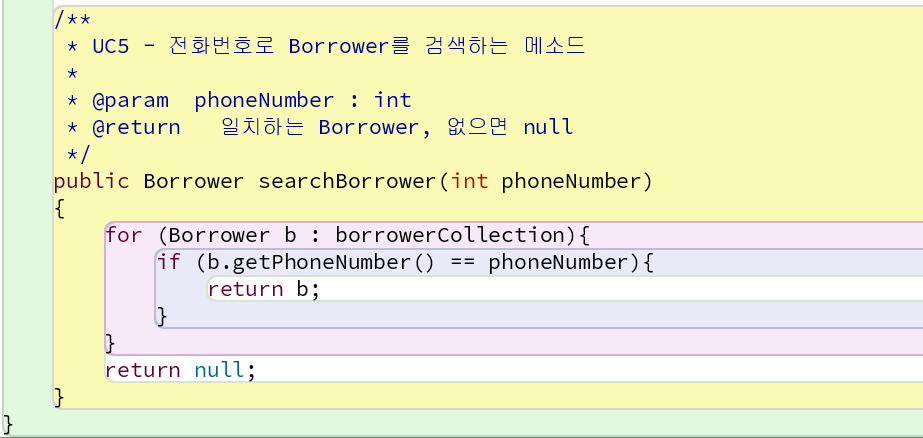 /**
 * UC5 - 전화번호로 Borrower를 검색하는 메소드
 *
 * @param  phoneNumber : int
 * @return   일치하는 Borrower, 없으면 null
 */
public Borrower searchBorrower(int phoneNumber)
{
    for (Borrower b : borrowerCollection){
        if (b.getPhoneNumber() == phoneNumber){
            return b;
        }
    }
    return null;
}
}